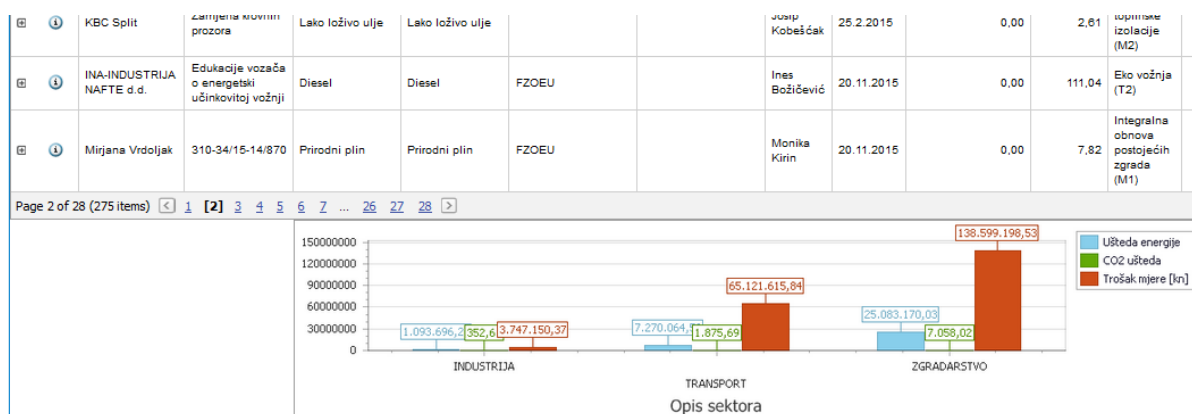 KBC Split
Zamjena krovnih
prozora
Lako loživo ulje
Lako loživo ulje
Josip
Kobešćak
25.2.2015
0,00
2,61
toplinske
izolacije
(M2)
INA-INDUSTRIJA
NAFTE d.d.
Edukacije vozača
o energetski
učinkovitoj vožnji
Diesel
Diesel
FZOEU
Ines
Božičević
20.11.2015
0,00
111,04
Eko vožnja
(T2)
Mirjana Vrdoljak
310-34/15-14/870
Prirodni plin
Prirodni plin
FZOEU
Monika
Kirin
20.11.2015
0,00
7,82
Integralna
obnova
postojećih
zgrada
(M1)
Page 2 of 28 (275 items) 1 [2] 3 4 5 6 7 ... 26 27 28
150000000
120000000
90000000
60000000
30000000
0
1.093.696,2
352,6
3.747.150,37
7.270.064,
1.875,69
65.121.615,84
25.083.170,03
7.058,02
138.599.198,53
INDUSTRIJA
TRANSPORT
ZGRADARSTVO
Opis sektora
Ušteda energije
CO2 ušteda
Trošak mjere [kn]